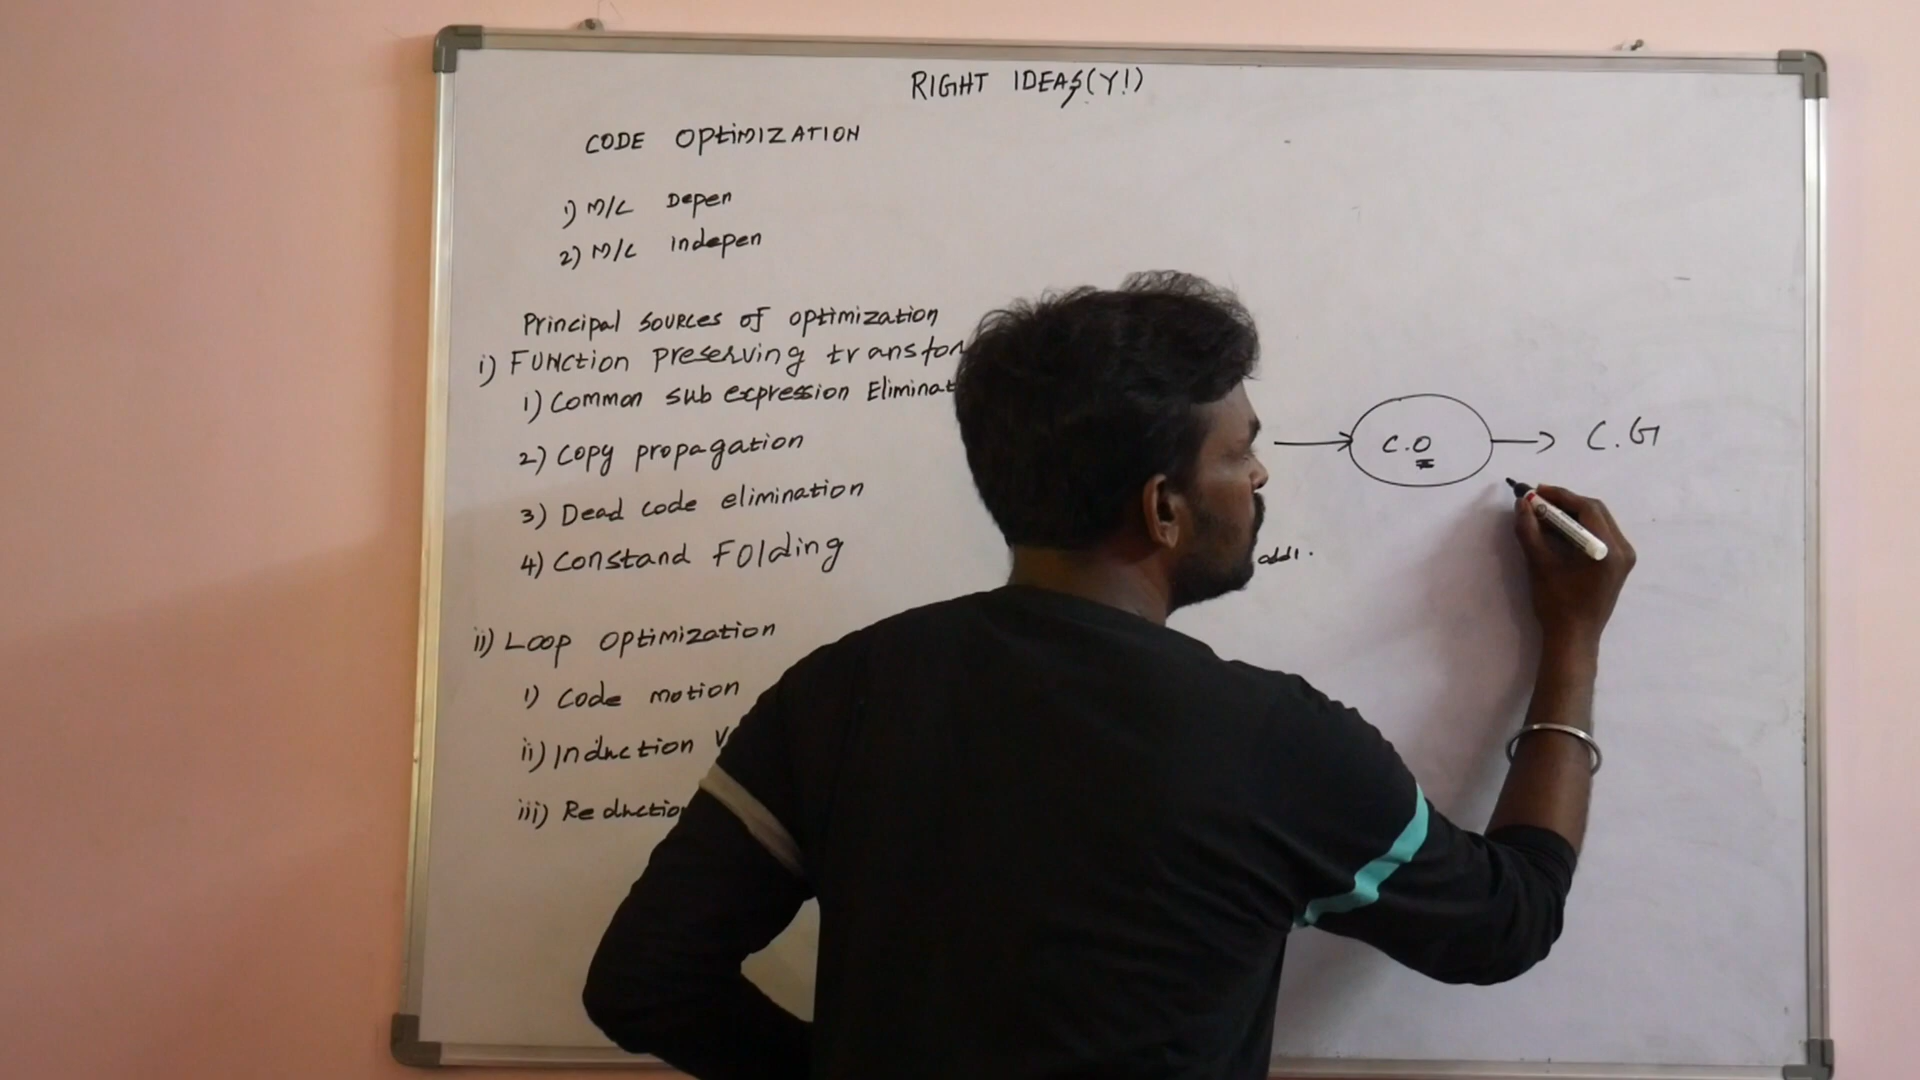 RIGHT IDEAS(Y!)
CODE OPtiMIZATION
1) M/C Depen
2) M/C Indepen
Principal sources of optimization
i) Function preserving transfor
1) Common sub expression Eliminat
2) Copy propagation
3) Dead code elimination
4) Constand Folding
ii) Loop optimization
1) Code motion
ii) Induction V
iii) Reductio
C.O
C.G
add1.